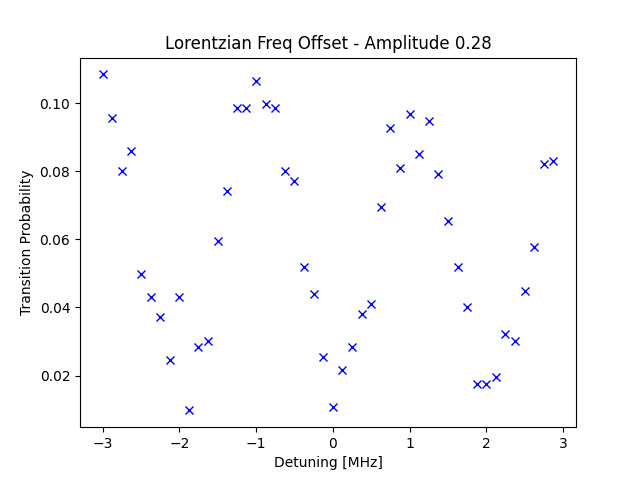 Lorentzian Freq Offset - Amplitude 0.28
Transition Probability
0.10
0.08
0.06
0.04
0.02
−3 −2 −1 0 1 2 3
Detuning [MHz]